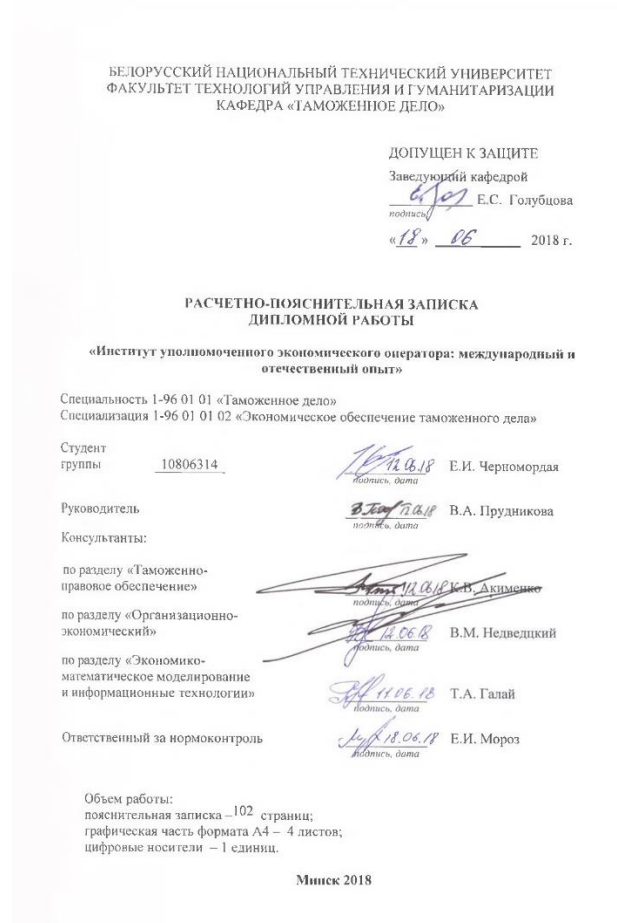 БЕЛОРУССКИЙ НАЦИОНАЛЬНЫЙ ТЕХНИЧЕСКИЙ УНИВЕРСИТЕТ
ФАКУЛЬТЕТ ТЕХНОЛОГИЙ УПРАВЛЕНИЯ И ГУМАНИТАРИЗАЦИИ
КАФЕДРА «ТАМОЖЕННОЕ ДЕЛО»
ДОПУЩЕН К ЗАЩИТЕ
Заведующий кафедрой
Е.С. Голубцова
подпись
«18» 06 2018 г.
РАСЧЕТНО-ПОЯСНИТЕЛЬНАЯ ЗАПИСКА
ДИПЛОМНОЙ РАБОТЫ
«Институт уполномоченного экономического оператора: международный и
отечественный опыт»
Специальность 1-96 01 01 «Таможенное дело»
Специализация 1-96 01 01 02 «Экономическое обеспечение таможенного дела»
Студент
группы 10806314 12.06.18 Е.И. Черномордая
подпись, дата
Руководитель 12.06.18 В.А. Прудникова
подпись, дата
Консультанты:
по разделу «Таможенно-
правовое обеспечение» 12.06.18 К.В. Акименко
подпись, дата
по разделу «Организационно-
экономический» 12.06.18 В.М. Недведцкий
подпись, дата
по разделу «Экономико-
математическое моделирование
и информационные технологии» 11.06.18 Т.А. Галай
подпись, дата
Ответственный за нормоконтроль 18.06.18 Е.И. Мороз
подпись, дата
Объем работы:
пояснительная записка – 102 страниц;
графическая часть формата А4 – 4 листов;
цифровые носители – 1 единиц.
Минск 2018